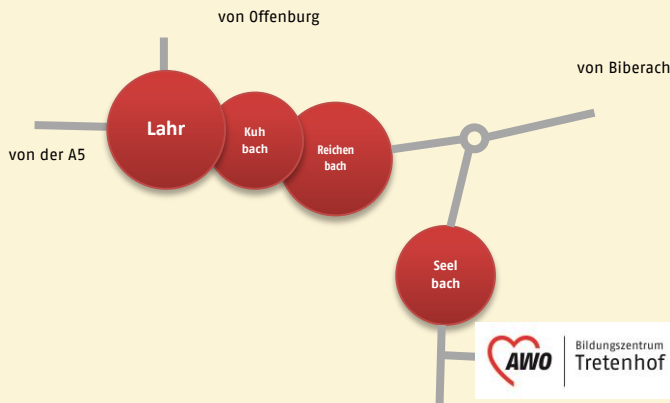 von Offenburg
von Biberach
Lahr
Kuh
bach
Reichen
bach
von der A5
Seel
bach
AWO
Bildungszentrum
Tretenhof